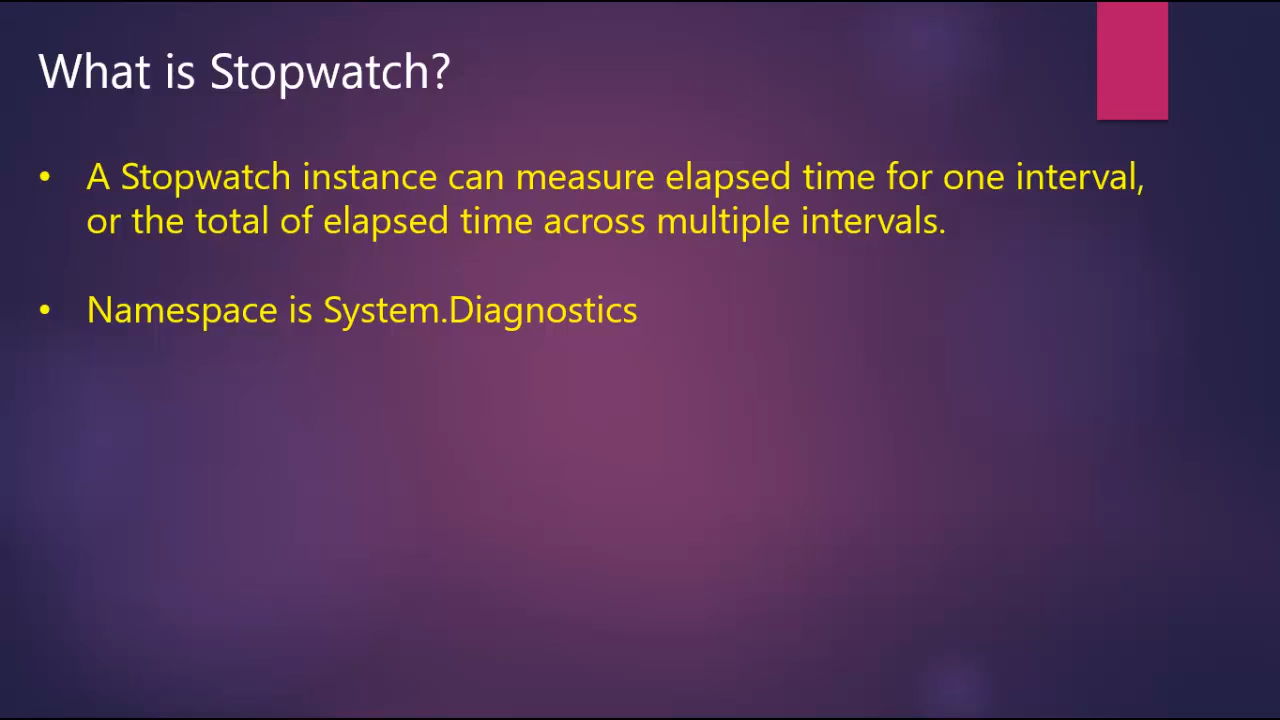 What is Stopwatch?
• A Stopwatch instance can measure elapsed time for one interval,
or the total of elapsed time across multiple intervals.
• Namespace is System.Diagnostics